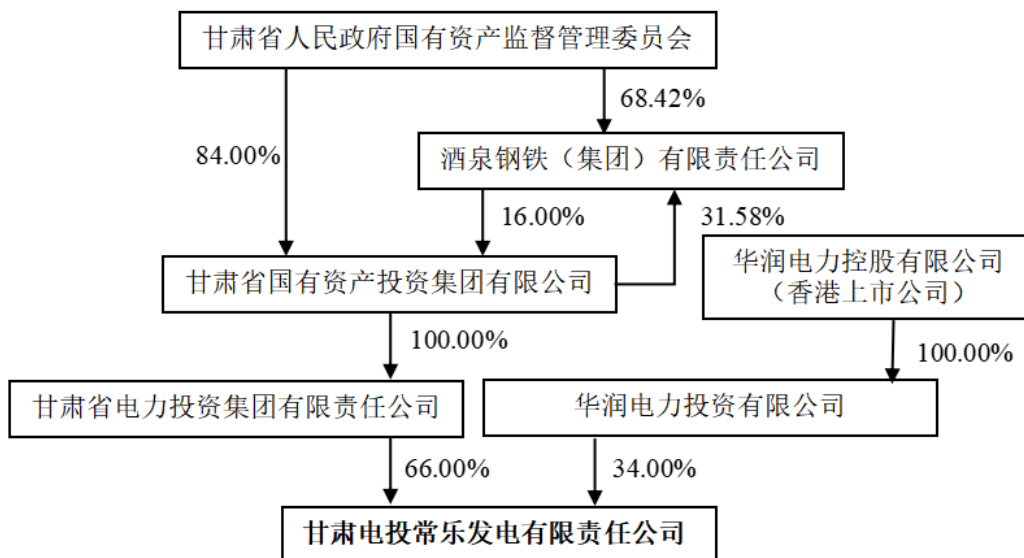 甘肃省人民政府国有资产监督管理委员会
68.42%
84.00%
酒泉钢铁（集团）有限责任公司
16.00%
31.58%
华润电力控股有限公司
（香港上市公司）
甘肃省国有资产投资集团有限公司
100.00%
100.00%
甘肃省电力投资集团有限责任公司
华润电力投资有限公司
66.00%
34.00%
甘肃电投常乐发电有限责任公司